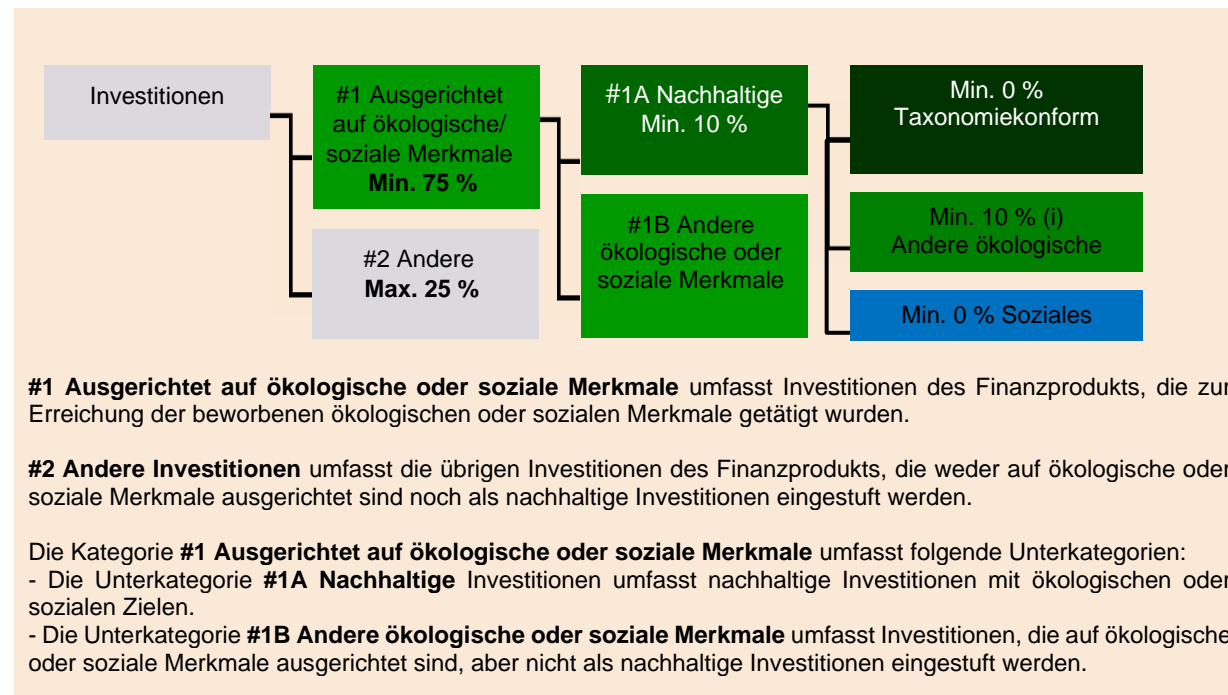 Investitionen
#1 Ausgerichtet
auf ökologische/
soziale Merkmale
Min. 75 %
#2 Andere
Max. 25 %
#1A Nachhaltige
Min. 10 %
#1B Andere
ökologische oder
soziale Merkmale
Min. 0 %
Taxonomiekonform
Min. 10 % (i)
Andere ökologische
Min. 0 % Soziales
#1 Ausgerichtet auf ökologische oder soziale Merkmale umfasst Investitionen des Finanzprodukts, die zur
Erreichung der beworbenen ökologischen oder sozialen Merkmale getätigt wurden.
#2 Andere Investitionen umfasst die übrigen Investitionen des Finanzprodukts, die weder auf ökologische oder
soziale Merkmale ausgerichtet sind noch als nachhaltige Investitionen eingestuft werden.
Die Kategorie #1 Ausgerichtet auf ökologische oder soziale Merkmale umfasst folgende Unterkategorien:
- Die Unterkategorie #1A Nachhaltige Investitionen umfasst nachhaltige Investitionen mit ökologischen oder
sozialen Zielen.
- Die Unterkategorie #1B Andere ökologische oder soziale Merkmale umfasst Investitionen, die auf ökologische
oder soziale Merkmale ausgerichtet sind, aber nicht als nachhaltige Investitionen eingestuft werden.